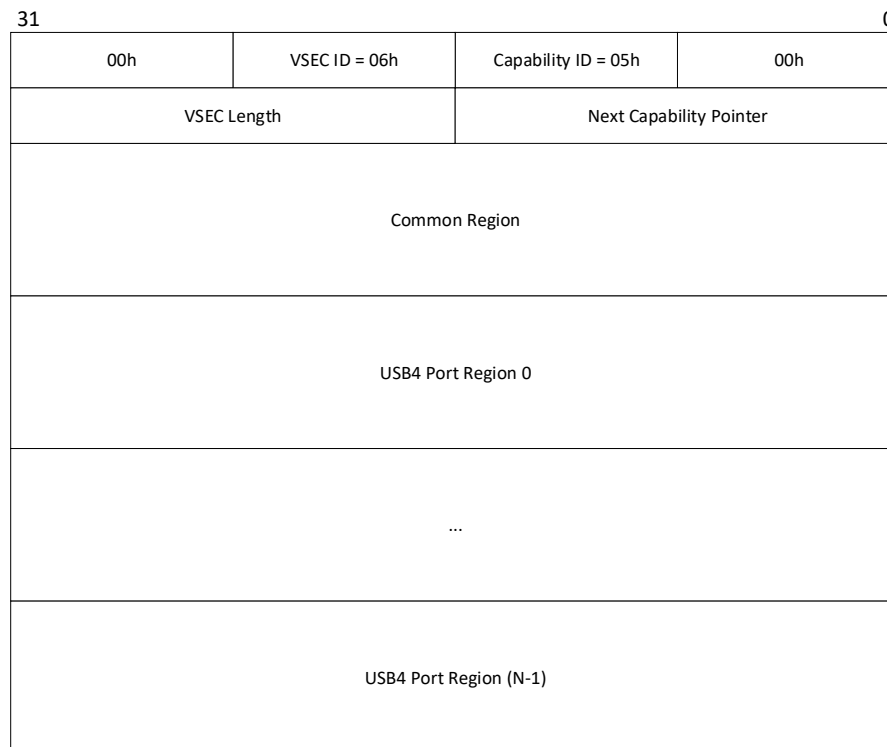 31 0
00h VSEC ID = 06h Capability ID = 05h 00h
VSEC Length Next Capability Pointer
Common Region
USB4 Port Region 0
...
USB4 Port Region (N-1)